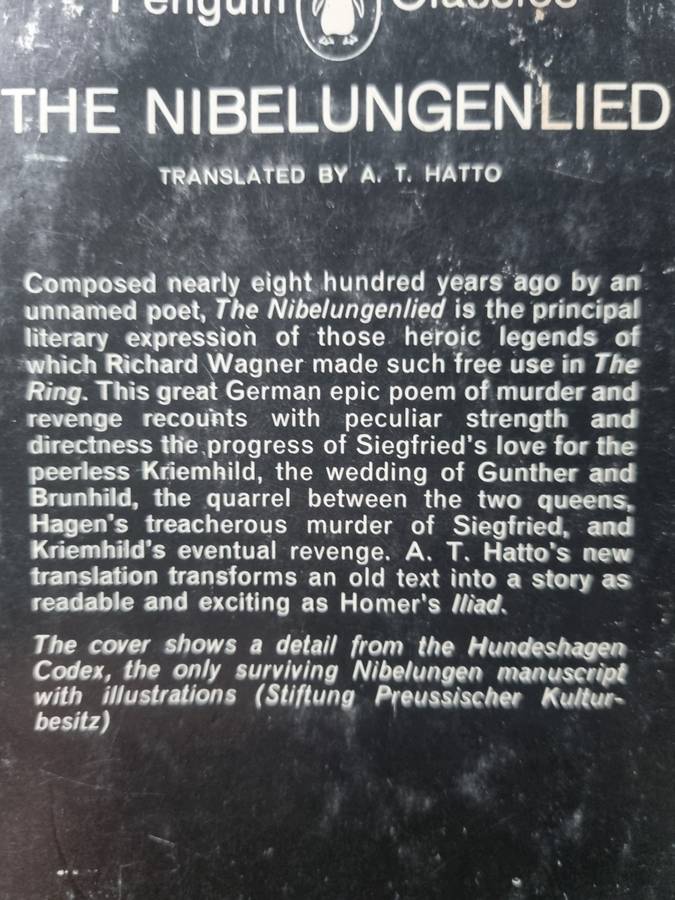 Penguin Classics
THE NIBELUNGENLIED
TRANSLATED BY A. T. HATTO
Composed nearly eight hundred years ago by an
unnamed poet, The Nibelungenlied is the principal
literary expression of those heroic legends of
which Richard Wagner made such free use in The
Ring. This great German epic poem of murder and
revenge recounts with peculiar strength and
directness the progress of Siegfried's love for the
peerless Kriemhild, the wedding of Gunther and
Brunhild, the quarrel between the two queens,
Hagen's treacherous murder of Siegfried, and
Kriemhild's eventual revenge. A. T. Hatto's new
translation transforms an old text into a story as
readable and exciting as Homer's Iliad.
The cover shows a detail from the Hundeshagen
Codex, the only surviving Nibelungen manuscript
with illustrations (Stiftung Preussischer Kultur-
besitz)